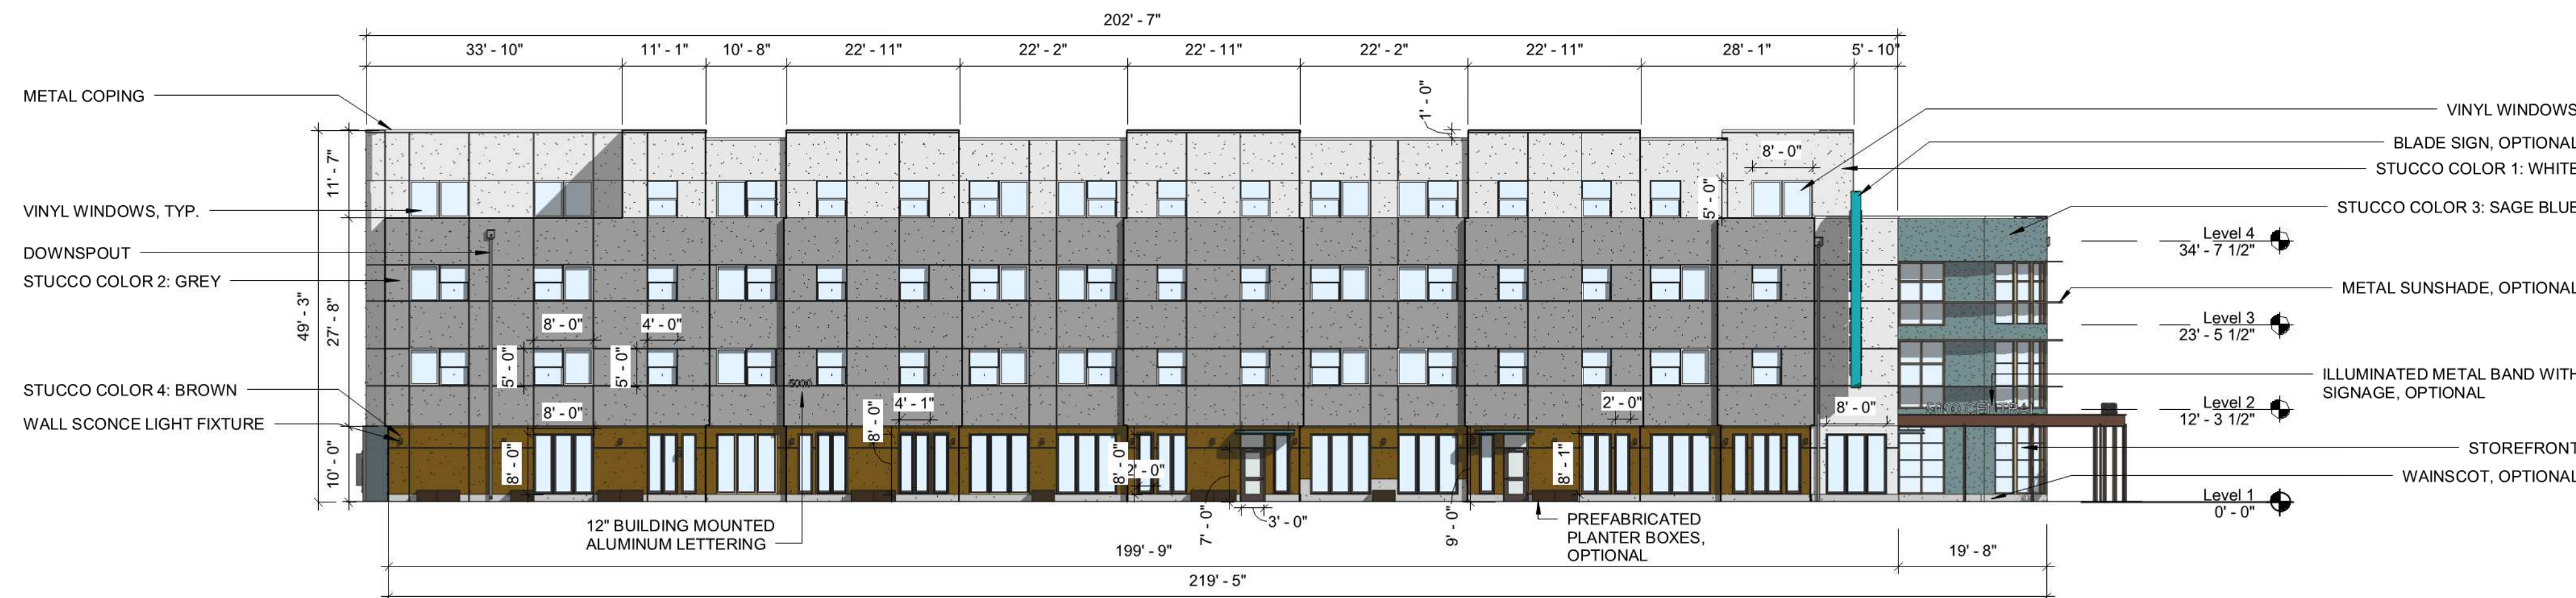 202' - 7"
33' - 10"
11' - 1"
10' - 8"
22' - 11"
22' - 2"
22' - 11"
22' - 2"
22' - 11"
28' - 1"
5' - 10"
METAL COPING
VINYL WINDOWS, TYP.
DOWNSPOUT
STUCCO COLOR 2: GREY
STUCCO COLOR 4: BROWN
WALL SCONCE LIGHT FIXTURE
49' - 3"
11' - 7"
27' - 8"
10' - 0"
1' - 0"
8' - 0"
5' - 0"
8' - 0"
4' - 0"
5' - 0"
5' - 0"
5000
8' - 0"
4' - 1"
8' - 0"
8' - 0"
2' - 0"
8' - 0"
8' - 0"
2' - 0"
8' - 1"
7' - 0"
3' - 0"
9' - 0"
12" BUILDING MOUNTED
ALUMINUM LETTERING
PREFABRICATED
PLANTER BOXES,
OPTIONAL
VINYL WINDOWS
BLADE SIGN, OPTIONAL
STUCCO COLOR 1: WHITE
STUCCO COLOR 3: SAGE BLUE
Level 4
34' - 7 1/2"
METAL SUNSHADE, OPTIONAL
Level 3
23' - 5 1/2"
ILLUMINATED METAL BAND WITH
SIGNAGE, OPTIONAL
Level 2
12' - 3 1/2"
STOREFRONT
WAINSCOT, OPTIONAL
Level 1
0' - 0"
199' - 9"
19' - 8"
219' - 5"